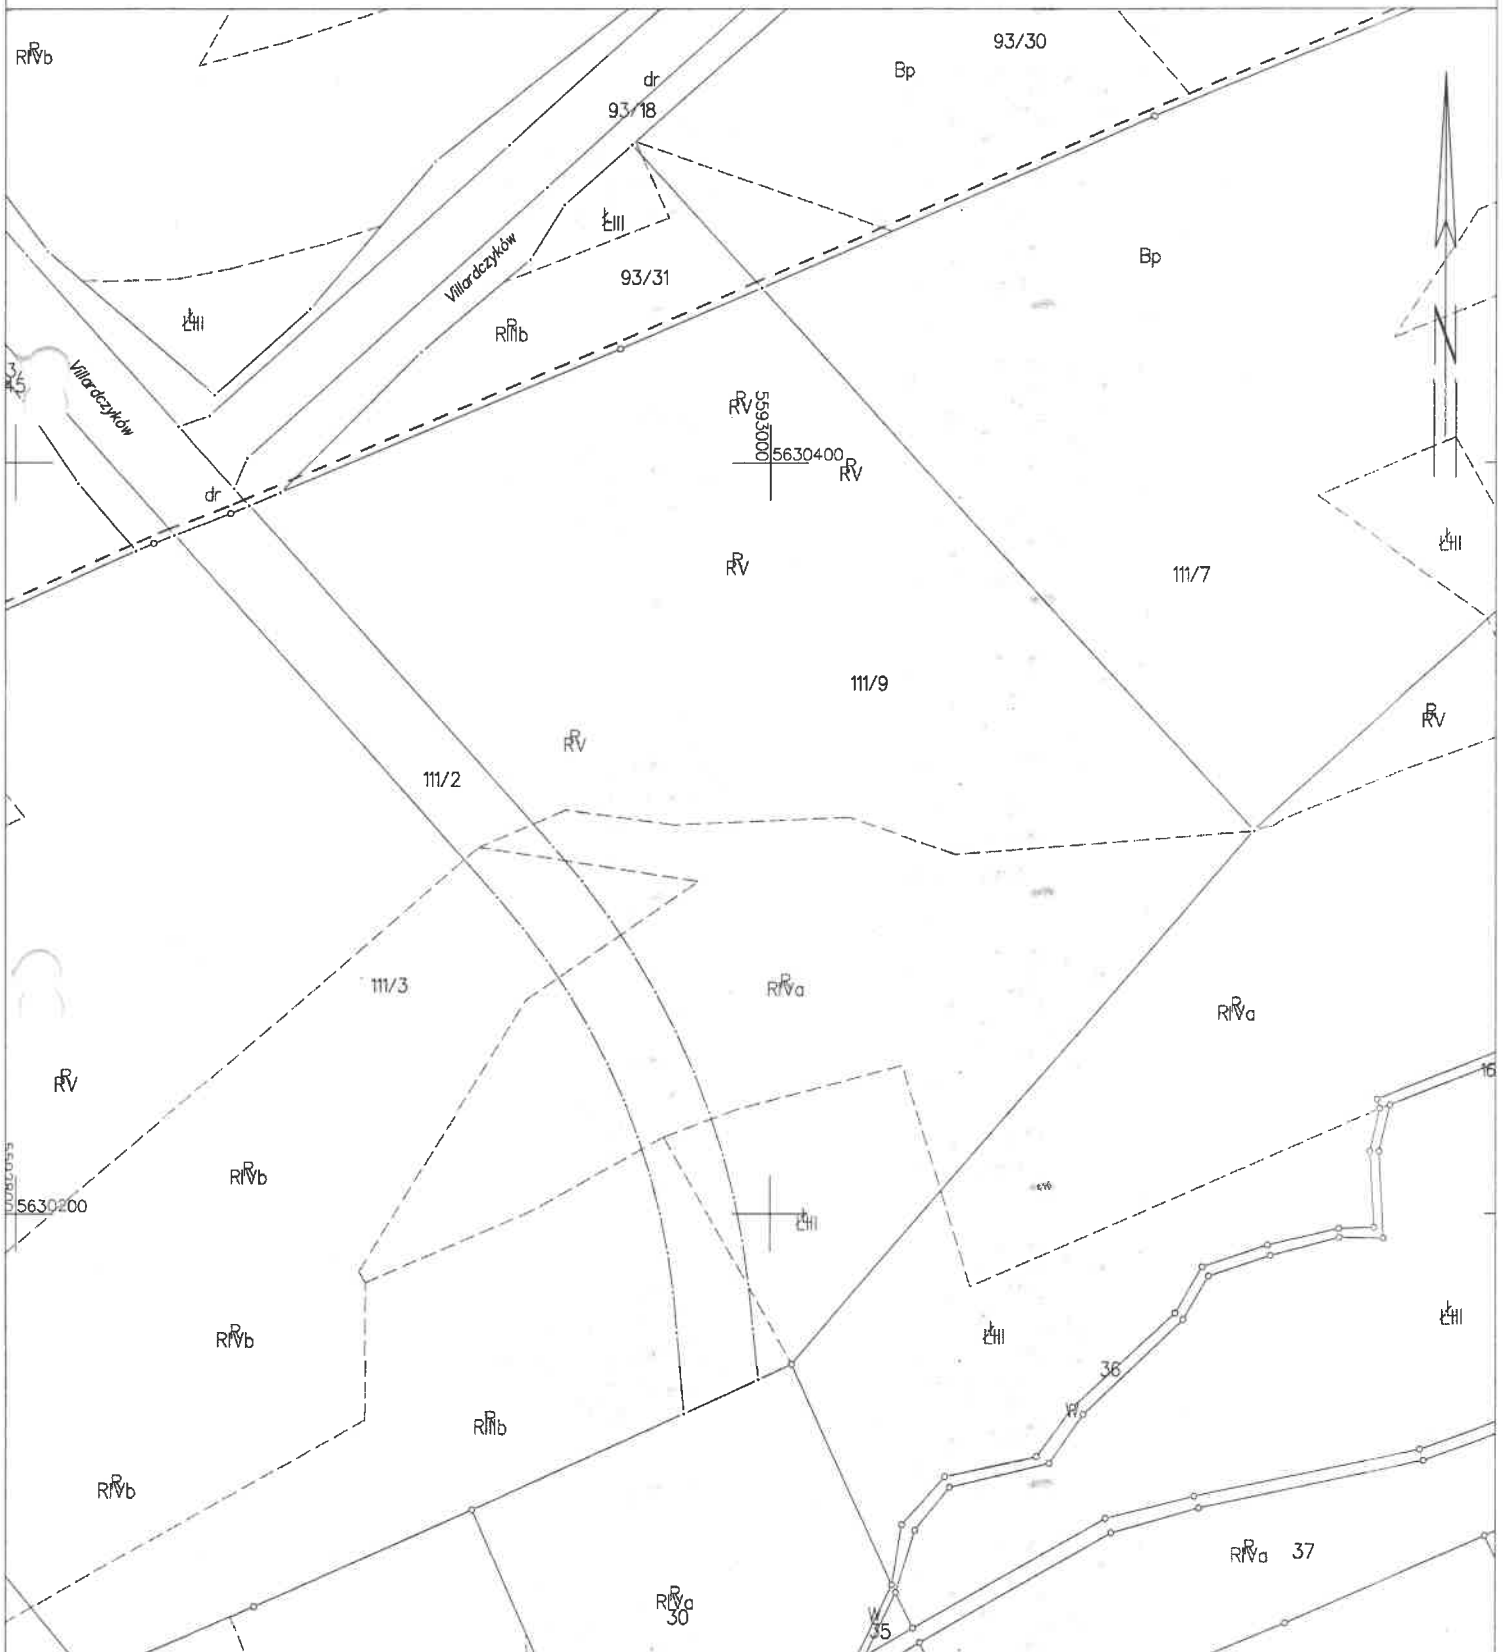 R
RIVb
93/30
Bp
dr
93/18
Ł
ŁIII
93/31
R
RIIIb
Villardczyków
Bp
Ł
ŁIII
Villardczyków
R
RV
5593000
5630400
R
RV
dr
R
RV
Ł
ŁIII
111/7
111/9
R
RV
R
RV
111/2
111/3
R
RIVa
R
RIVa
R
RV
16
R
RIVb
5630200
Ł
ŁIII
R
RIVb
Ł
ŁIII
Ł
ŁIII
36
W
R
RIIIb
R
RIVb
R
RIVa
37
R
RIVa
30
W
35